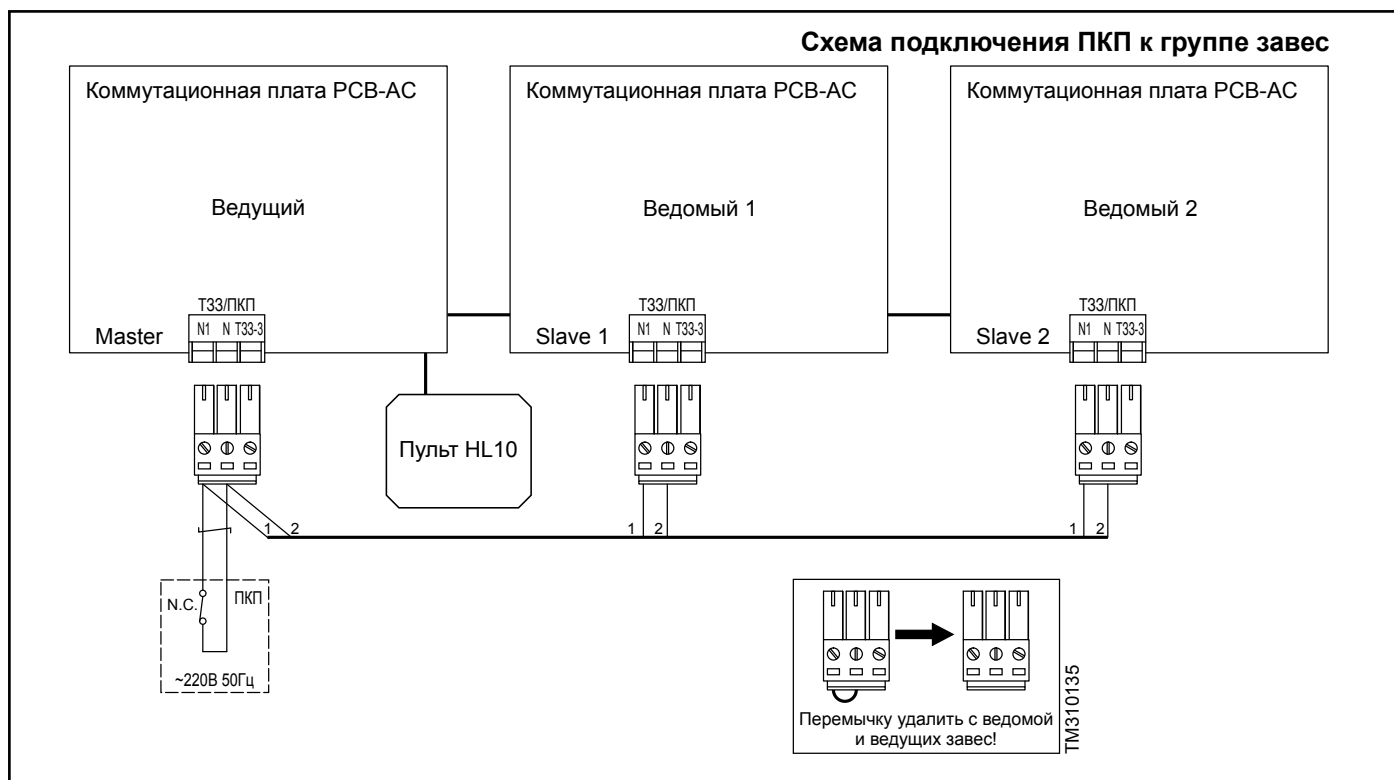 Схема подключения ПКП к группе завес
Коммутационная плата PCB-AC
Коммутационная плата PCB-AC
Коммутационная плата PCB-AC
Ведущий
Ведомый 1
Ведомый 2
ТЗЗ/ПКП
ТЗЗ/ПКП
ТЗЗ/ПКП
Master
N1 N ТЗЗ-3
Slave 1
N1 N ТЗЗ-3
Slave 2
N1 N ТЗЗ-3
Пульт HL10
1 2
1 2
1 2
N.C.
ПКП
~220В 50Гц
Перемычку удалить с ведомой
и ведущих завес!
TM310135